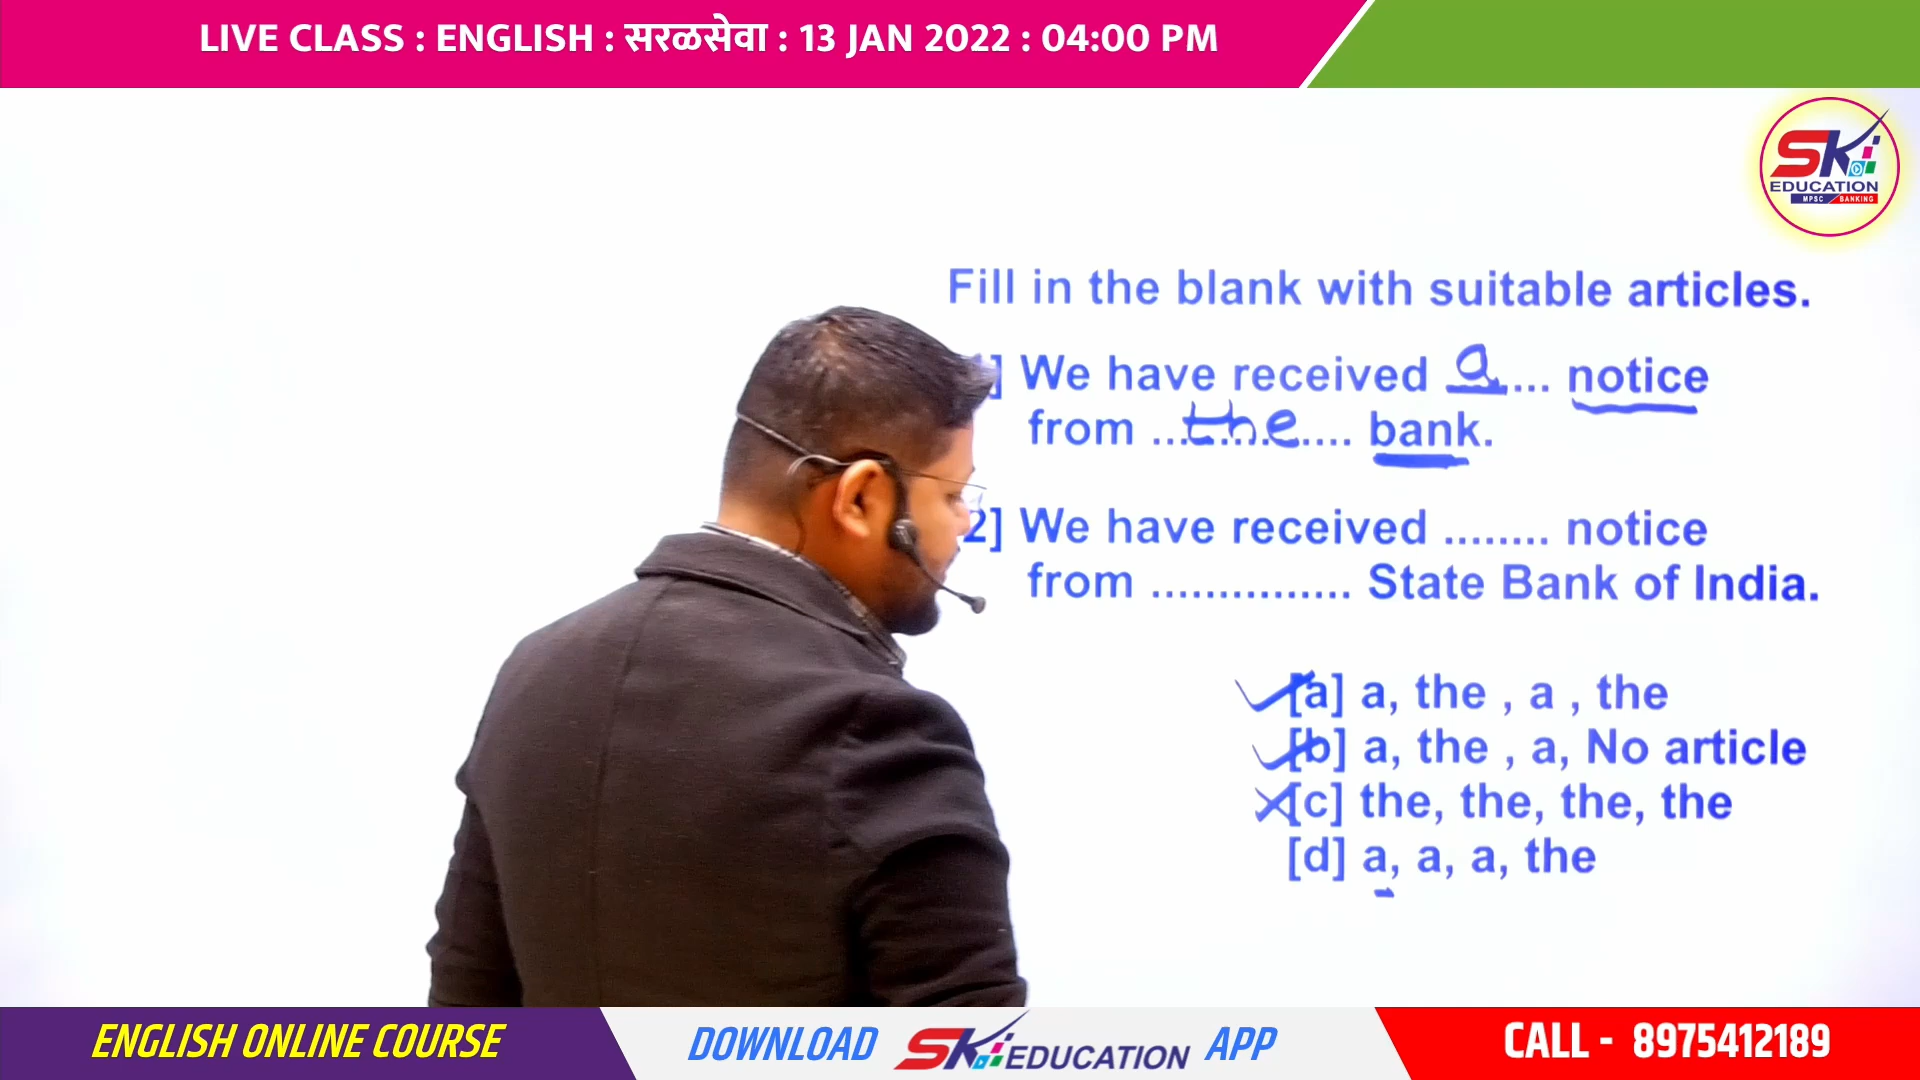 LIVE CLASS : ENGLISH : सरळसेवा : 13 JAN 2022 : 04:00 PM
SK
EDUCATION
MPSC BANKING
Fill in the blank with suitable articles.
] We have received a.... notice
from ...the.... bank.
2] We have received ........ notice
from ............... State Bank of India.
[a] a, the , a , the
[b] a, the , a, No article
[c] the, the, the, the
[d] a, a, a, the
ENGLISH ONLINE COURSE
DOWNLOAD SK EDUCATION APP
CALL - 8975412189